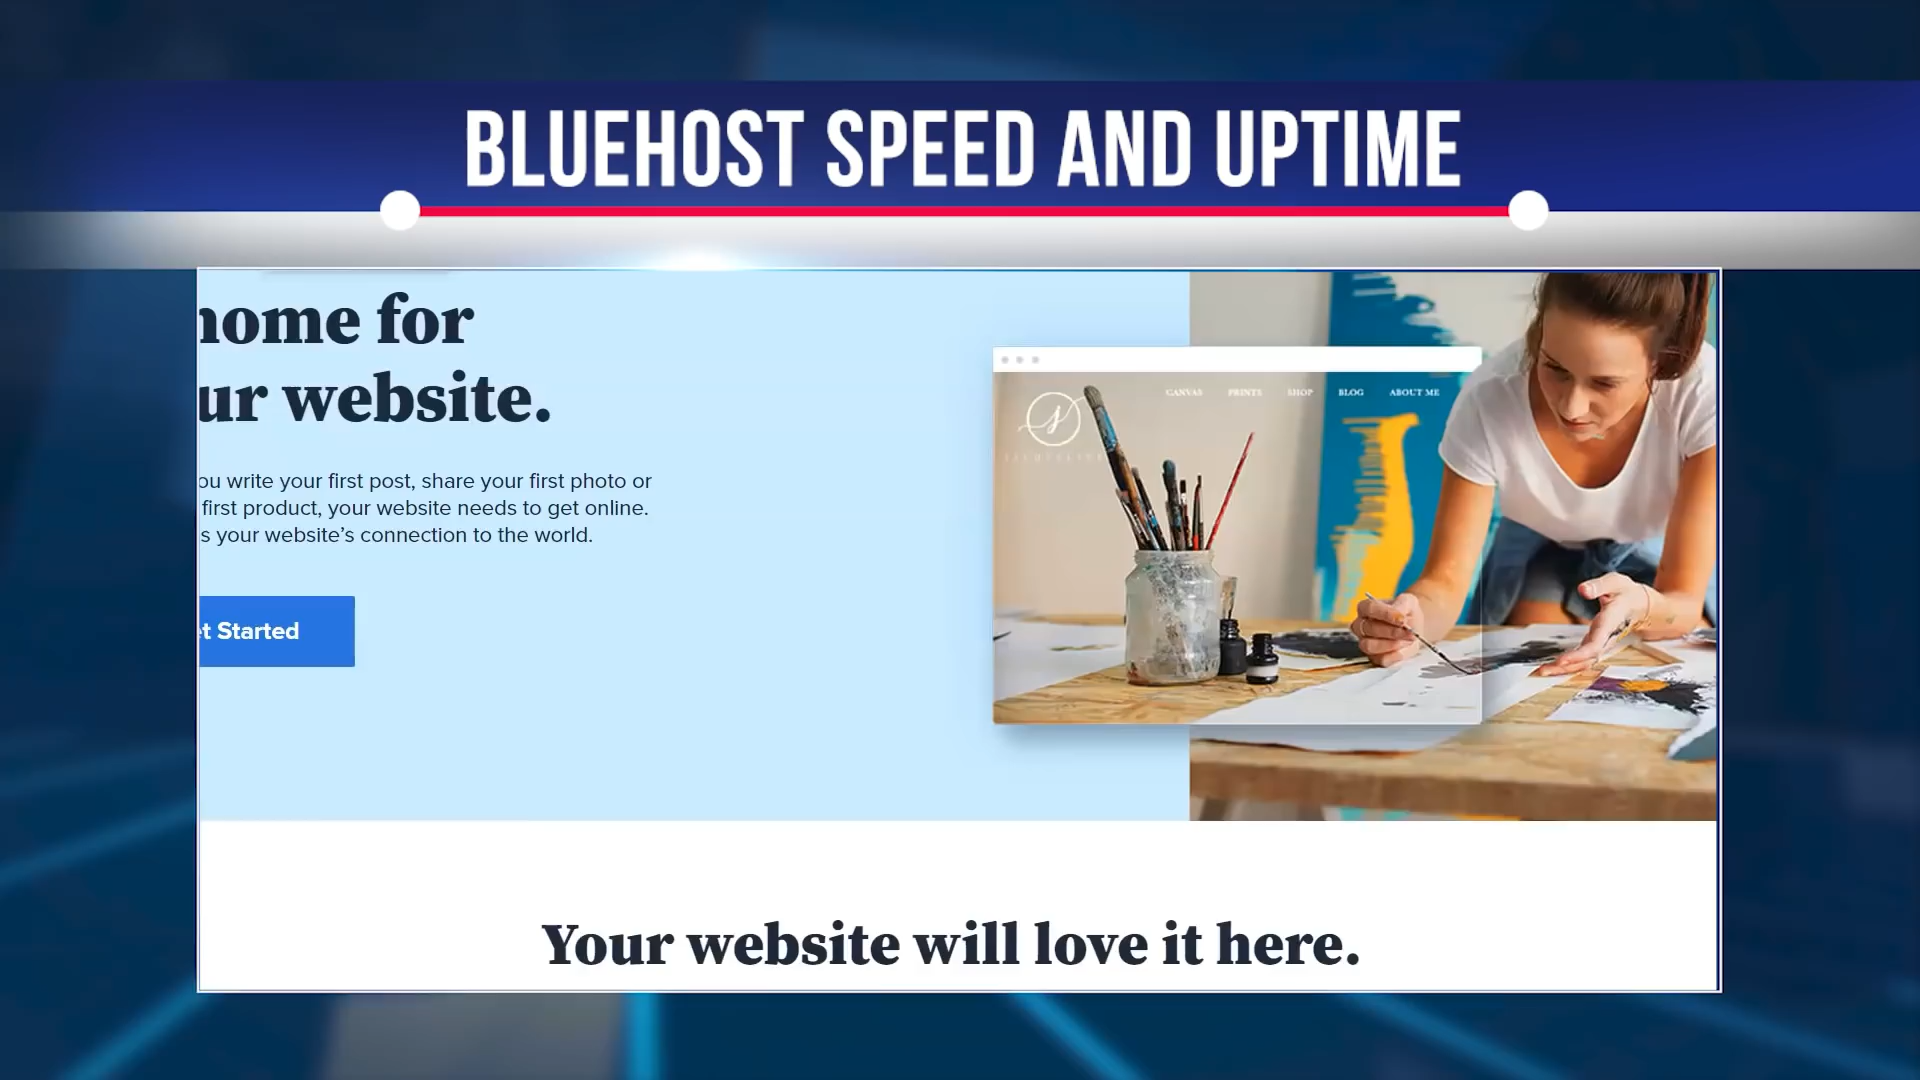 BLUEHOST SPEED AND UPTIME
home for
ur website.
ou write your first post, share your first photo or
first product, your website needs to get online.
s your website’s connection to the world.
et Started
CANVAS PRINTS SHOP BLOG ABOUT ME
Your website will love it here.